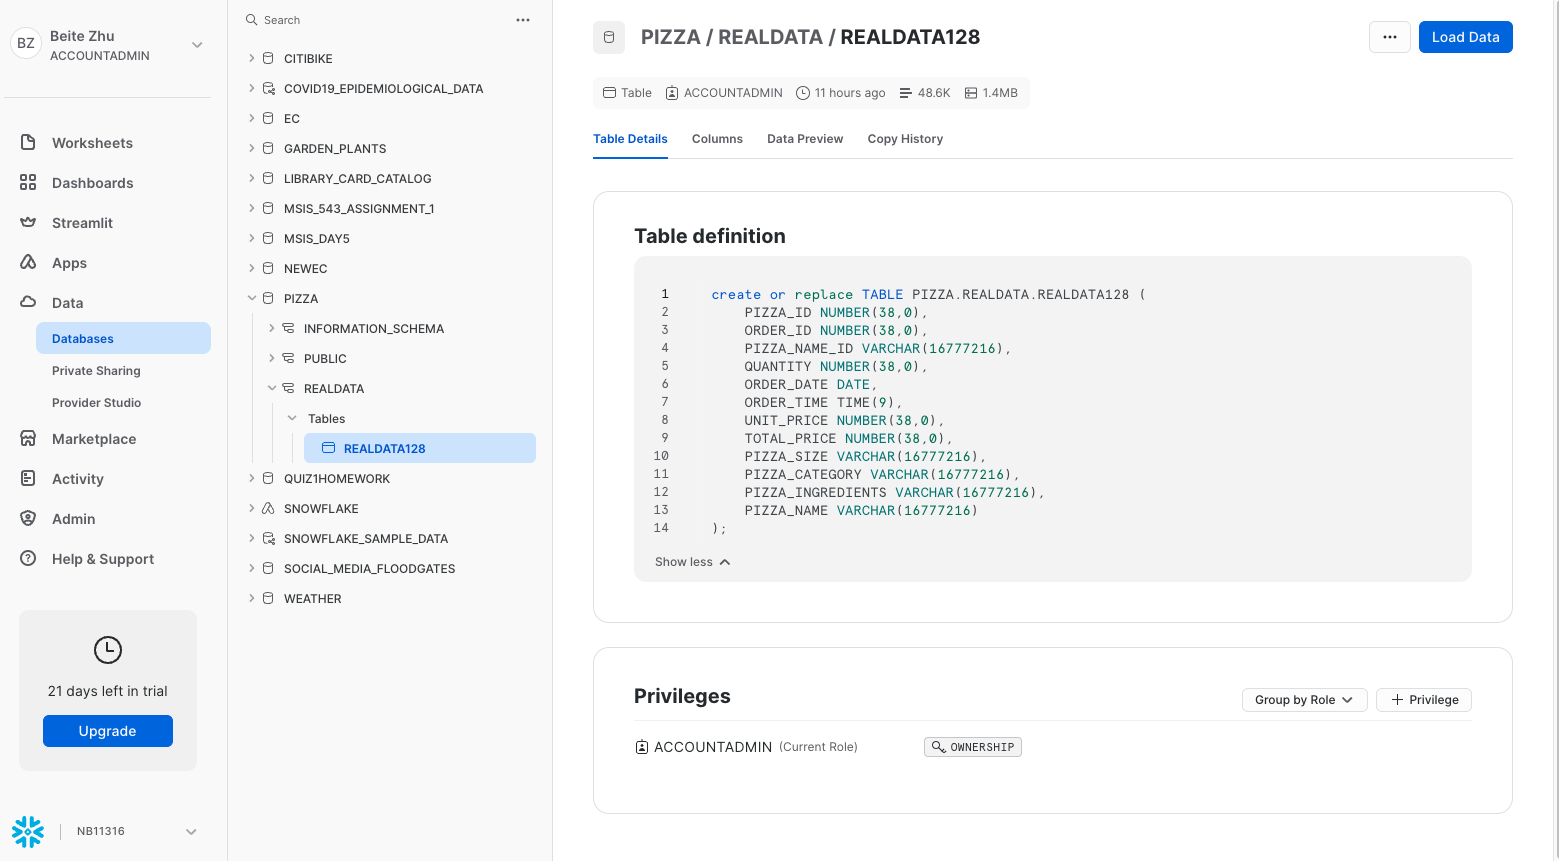 BZ
Beite Zhu
ACCOUNTADMIN
Worksheets
Dashboards
Streamlit
Apps
Data
Databases
Private Sharing
Provider Studio
Marketplace
Activity
Admin
Help & Support
21 days left in trial
Upgrade
NB11316
Search
CITIBIKE
COVID19_EPIDEMIOLOGICAL_DATA
EC
GARDEN_PLANTS
LIBRARY_CARD_CATALOG
MSIS_543_ASSIGNMENT_1
MSIS_DAY5
NEWEC
PIZZA
INFORMATION_SCHEMA
PUBLIC
REALDATA
Tables
REALDATA128
QUIZ1HOMEWORK
SNOWFLAKE
SNOWFLAKE_SAMPLE_DATA
SOCIAL_MEDIA_FLOODGATES
WEATHER
PIZZA / REALDATA / REALDATA128
Load Data
Table ACCOUNTADMIN 11 hours ago 48.6K 1.4MB
Table Details Columns Data Preview Copy History
Table definition
1 create or replace TABLE PIZZA.REALDATA.REALDATA128 (
2 PIZZA_ID NUMBER(38,0),
3 ORDER_ID NUMBER(38,0),
4 PIZZA_NAME_ID VARCHAR(16777216),
5 QUANTITY NUMBER(38,0),
6 ORDER_DATE DATE,
7 ORDER_TIME TIME(9),
8 UNIT_PRICE NUMBER(38,0),
9 TOTAL_PRICE NUMBER(38,0),
10 PIZZA_SIZE VARCHAR(16777216),
11 PIZZA_CATEGORY VARCHAR(16777216),
12 PIZZA_INGREDIENTS VARCHAR(16777216),
13 PIZZA_NAME VARCHAR(16777216)
14 );
Show less
Privileges
Group by Role
+ Privilege
ACCOUNTADMIN (Current Role) OWNERSHIP